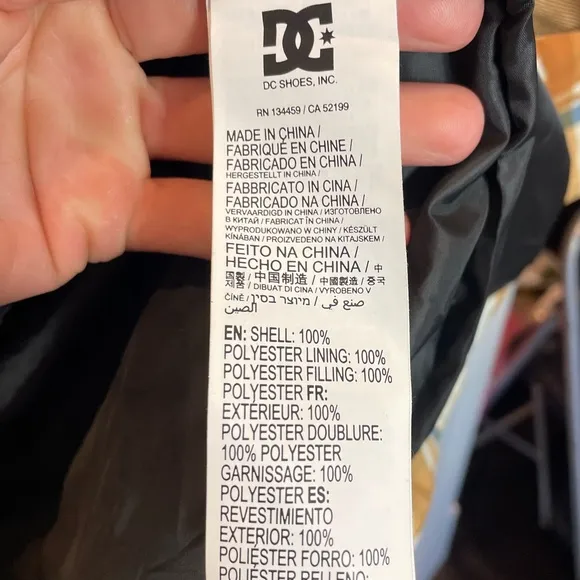 DC
DC SHOES, INC.
RN 134459 / CA 52199
MADE IN CHINA /
FABRIQUÉ EN CHINE /
FABRICADO EN CHINA /
HERGESTELLT IN CHINA /
FABBRICATO IN CINA /
FABRICADO NA CHINA /
VERVAARDIGD IN CHINA / ИЗГОТОВЛЕНО
В КИТАЙ / FABRICAT ÎN CHINA /
WYPRODUKOWANO W CHINY / KÉSZÜLT
KÍNÁBAN / PROIZVEDENO NA KITAJSKEM /
FEITO NA CHINA /
HECHO EN CHINA / 中
国製 / 中国制造 / 中國製造 / 중국
제품 / DIBUAT DI CINA / VYROBENO V
ČÍNĚ / מיוצר בסין / صنع في
الصين
EN: SHELL: 100%
POLYESTER LINING: 100%
POLYESTER FILLING: 100%
POLYESTER FR:
EXTÉRIEUR: 100%
POLYESTER DOUBLURE:
100% POLYESTER
GARNISSAGE: 100%
POLYESTER ES:
REVESTIMIENTO
EXTERIOR: 100%
POLIÉSTER FORRO: 100%
POLIÉSTER RELLENO: